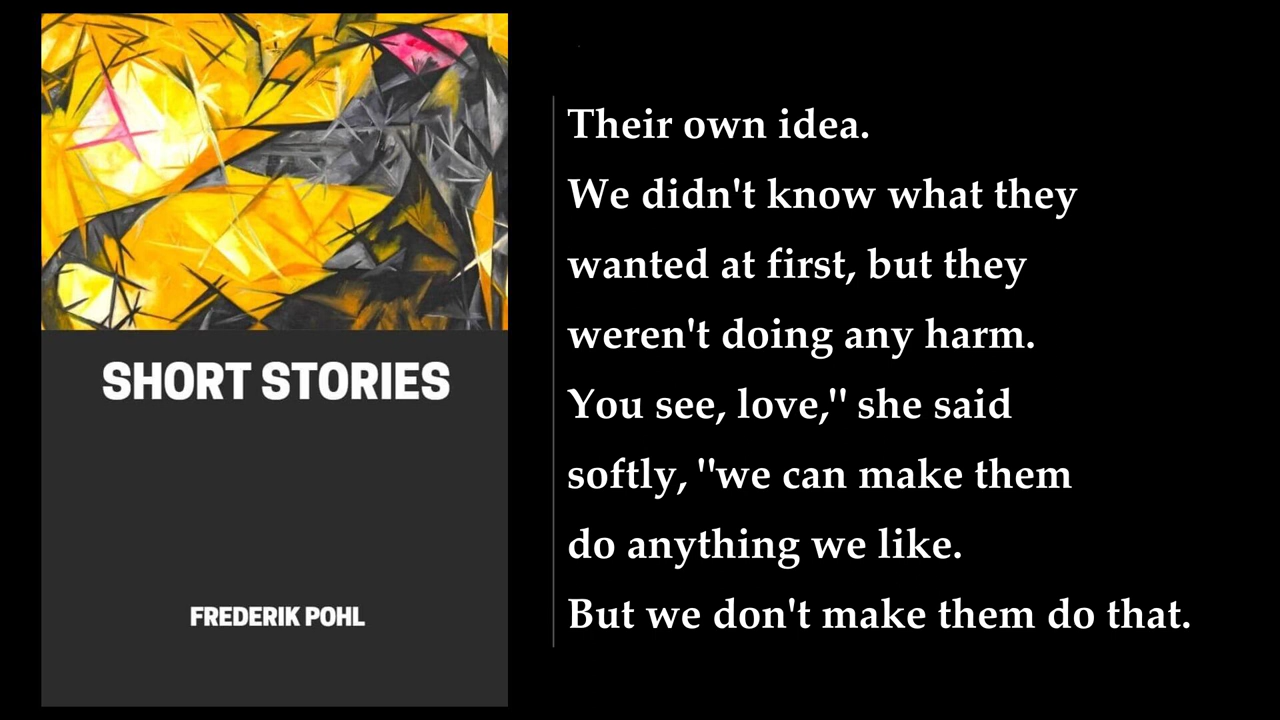 SHORT STORIES
FREDERIK POHL
Their own idea.
We didn't know what they
wanted at first, but they
weren't doing any harm.
You see, love," she said
softly, "we can make them
do anything we like.
But we don't make them do that.